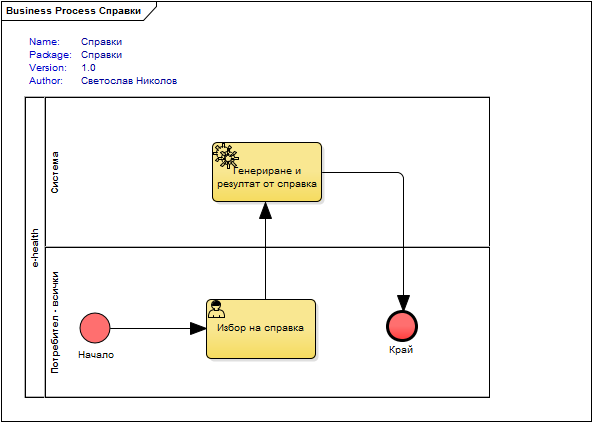 Business Process Справки
Name: Справки
Package: Справки
Version: 1.0
Author: Светослав Николов
e-health
Система
Генериране и
резултат от справка
Потребител - всички
Начало
Избор на справка
Край